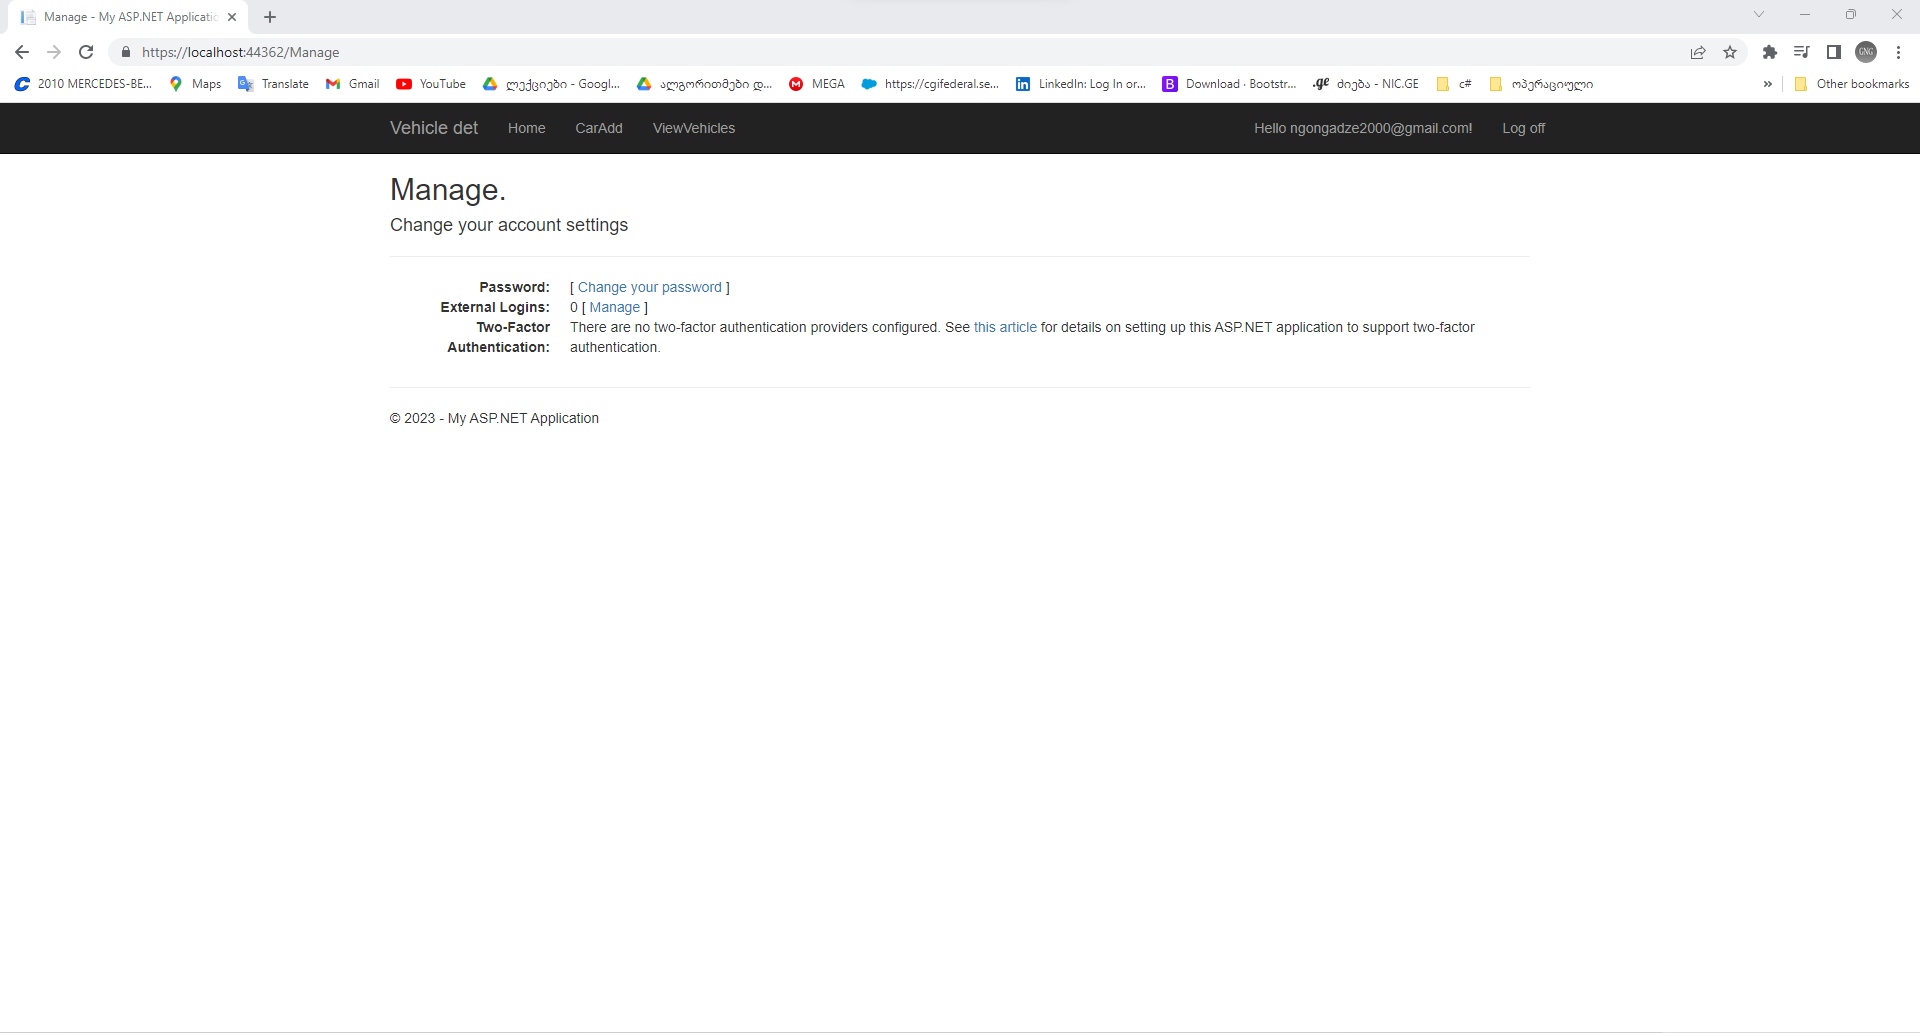 Manage - My ASP.NET Applicatio
https://localhost:44362/Manage
GNG
2010 MERCEDES-BE... Maps Translate Gmail YouTube ლექციები - Googl... ალგორითმები დ... MEGA https://cgifederal.se... LinkedIn: Log In or... Download · Bootstr... .ge ძიება - NIC.GE c# ოპერაციული » Other bookmarks
Vehicle det Home CarAdd ViewVehicles Hello ngongadze2000@gmail.com! Log off
Manage.
Change your account settings
Password: [ Change your password ]
External Logins: 0 [ Manage ]
Two-Factor There are no two-factor authentication providers configured. See this article for details on setting up this ASP.NET application to support two-factor
Authentication: authentication.
© 2023 - My ASP.NET Application